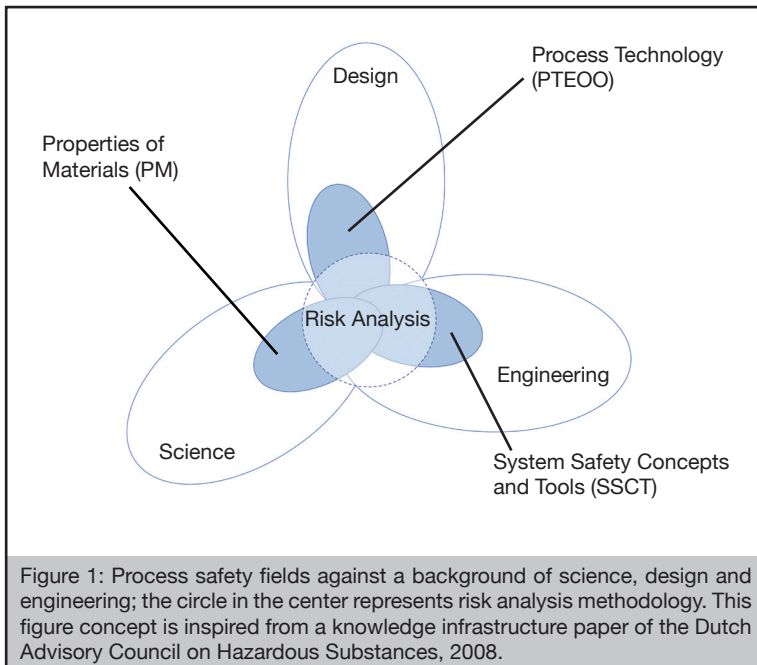 Process Technology
(PTEOO)
Design
Properties of
Materials (PM)
Risk Analysis
Engineering
Science
System Safety Concepts
and Tools (SSCT)
Figure 1: Process safety fields against a background of science, design and
engineering; the circle in the center represents risk analysis methodology. This
figure concept is inspired from a knowledge infrastructure paper of the Dutch
Advisory Council on Hazardous Substances, 2008.